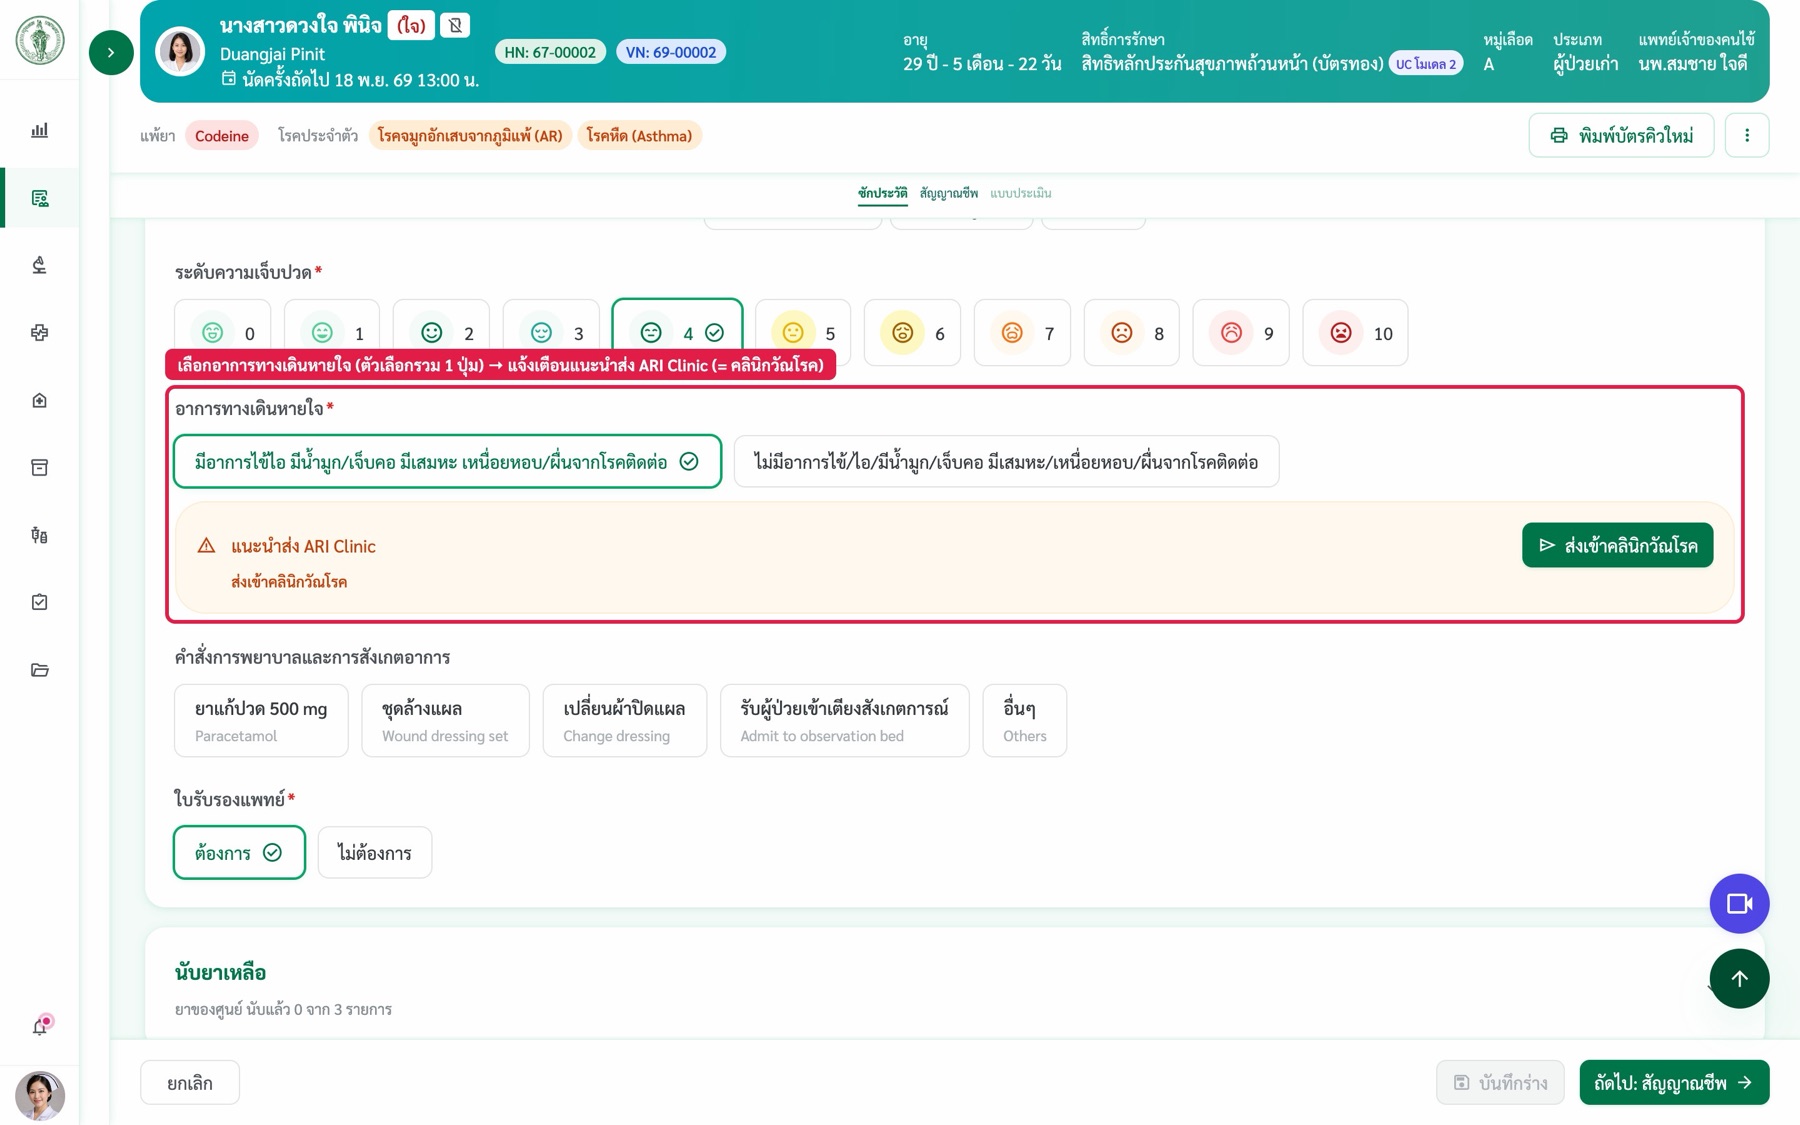 นางสาวดวงใจ พินิจ (ใจ)
Duangjai Pinit
นัดครั้งถัดไป 18 พ.ย. 69 13:00 น.
HN: 67-00002 VN: 69-00002
อายุ
29 ปี - 5 เดือน - 22 วัน
สิทธิ์การรักษา
สิทธิหลักประกันสุขภาพถ้วนหน้า (บัตรทอง) UC โมเดล 2
หมู่เลือด
A
ประเภท
ผู้ป่วยเก่า
แพทย์เจ้าของคนไข้
นพ.สมชาย ใจดี
แพ้ยา Codeine โรคประจำตัว โรคจมูกอักเสบจากภูมิแพ้ (AR) โรคหืด (Asthma)
พิมพ์บัตรคิวใหม่
ซักประวัติ สัญญาณชีพ แบบประเมิน
ระดับความเจ็บปวด*
0 1 2 3 4 5 6 7 8 9 10
เลือกอาการทางเดินหายใจ (ตัวเลือกรวม 1 ปุ่ม) → แจ้งเตือนแนะนำส่ง ARI Clinic (= คลินิกวัณโรค)
อาการทางเดินหายใจ*
มีอาการไข้ไอ มีน้ำมูก/เจ็บคอ มีเสมหะ เหนื่อยหอบ/ผื่นจากโรคติดต่อ
ไม่มีอาการไข้/ไอ/มีน้ำมูก/เจ็บคอ มีเสมหะ/เหนื่อยหอบ/ผื่นจากโรคติดต่อ
แนะนำส่ง ARI Clinic
ส่งเข้าคลินิกวัณโรค
ส่งเข้าคลินิกวัณโรค
คำสั่งการพยาบาลและการสังเกตอาการ
ยาแก้ปวด 500 mg
Paracetamol
ชุดล้างแผล
Wound dressing set
เปลี่ยนผ้าปิดแผล
Change dressing
รับผู้ป่วยเข้าเตียงสังเกตการณ์
Admit to observation bed
อื่นๆ
Others
ใบรับรองแพทย์*
ต้องการ ไม่ต้องการ
นับยาเหลือ
ยาของศูนย์ นับแล้ว 0 จาก 3 รายการ
ยกเลิก บันทึกร่าง ถัดไป: สัญญาณชีพ →